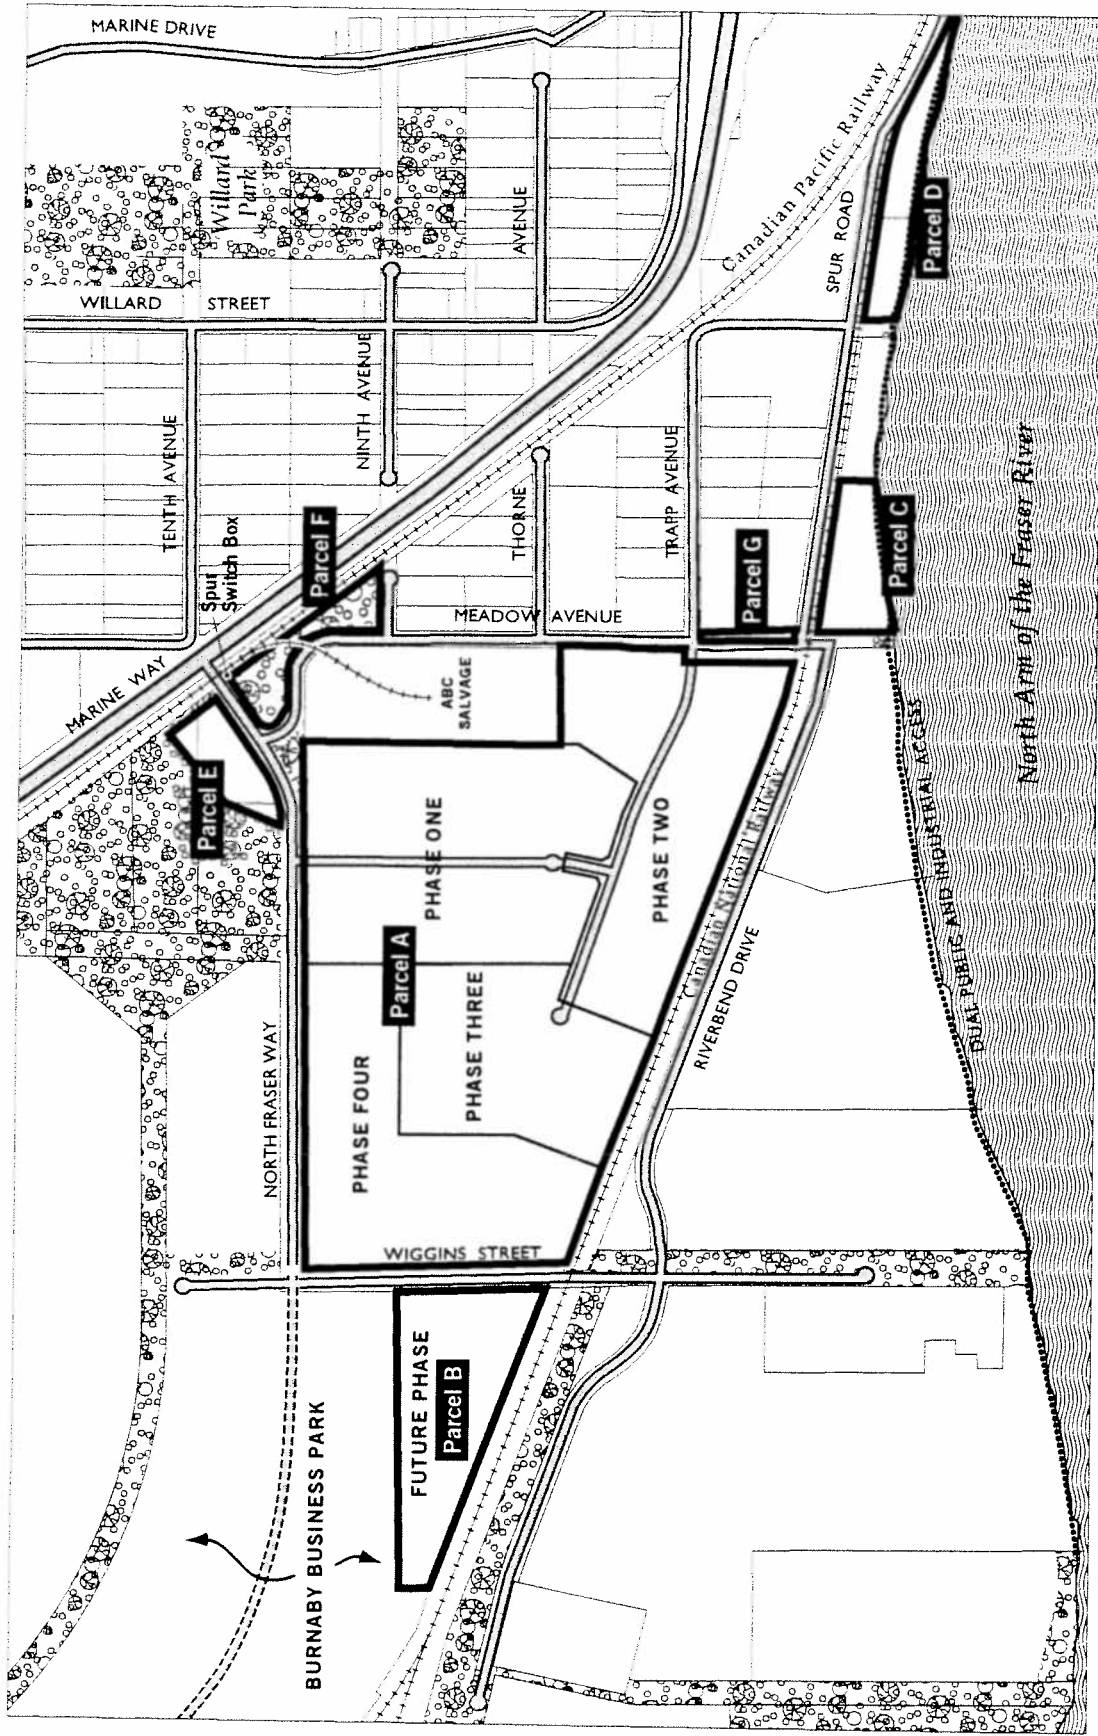 MARINE DRIVE
Willard
Park
WILLARD STREET
AVENUE
Canadian Pacific Railway
SPUR ROAD
Parcel D
TENTH AVENUE
NINTH AVENUE
THORNE
TRAPP AVENUE
Spur
Switch Box
Parcel F
Parcel G
Parcel C
MEADOW AVENUE
MARINE WAY
ABC
SALVAGE
North Arm of the Fraser River
Parcel E
PHASE ONE
PHASE TWO
Parcel A
PHASE THREE
PHASE FOUR
Canadian National Railway
RIVERBEND DRIVE
DUAL PUBLIC AND INDUSTRIAL ACCESS
NORTH FRASER WAY
WIGGINS STREET
FUTURE PHASE
Parcel B
BURNABY BUSINESS PARK